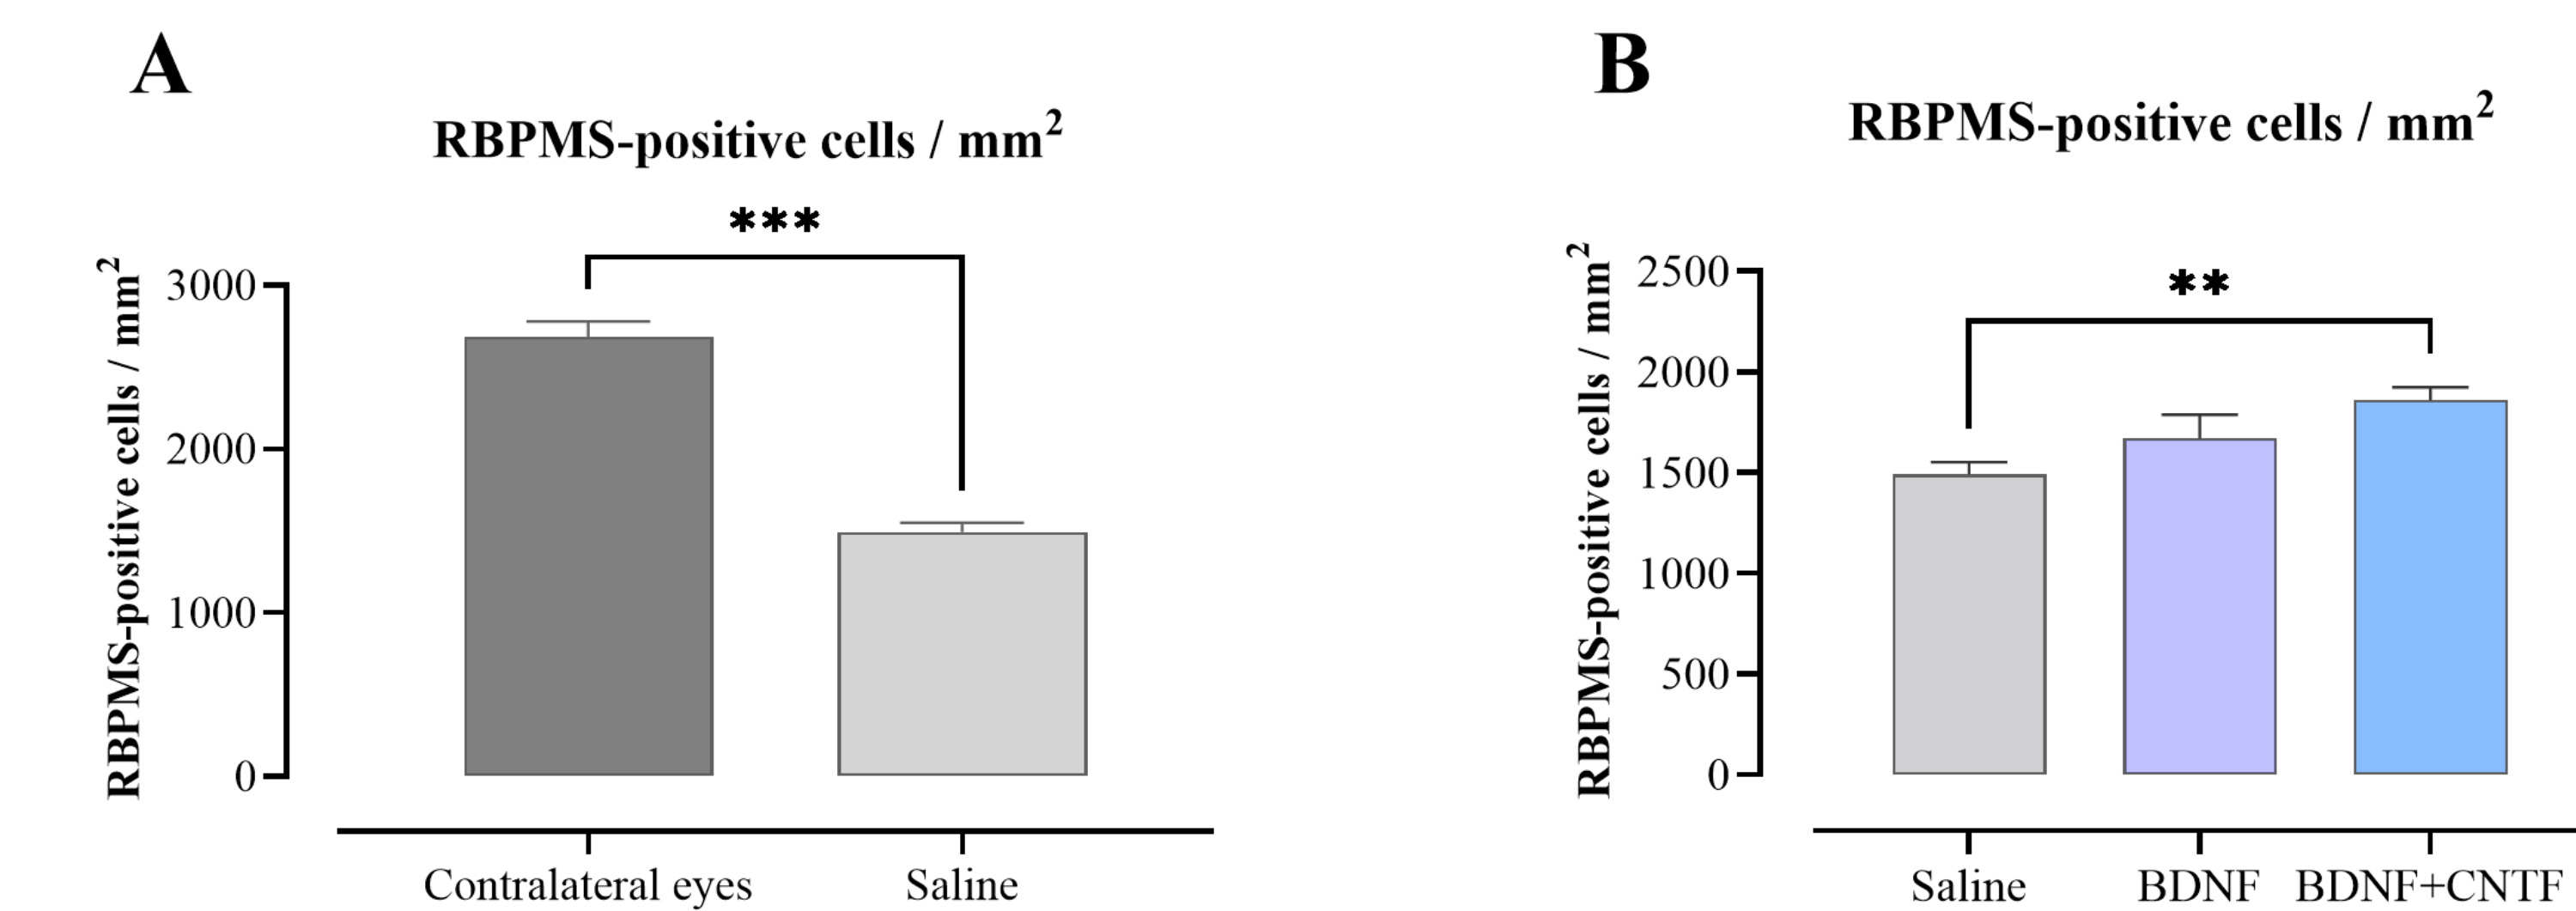 A
RBPMS-positive cells / mm²
***
RBPMS-positive cells / mm²
3000
2000
1000
0
Contralateral eyes
Saline
B
RBPMS-positive cells / mm²
**
RBPMS-positive cells / mm²
2500
2000
1500
1000
500
0
Saline
BDNF
BDNF+CNTF